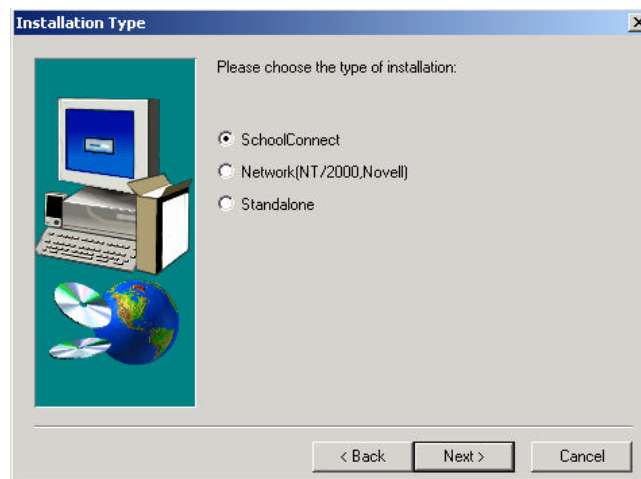 Installation Type
Please choose the type of installation:
SchoolConnect
Network(NT/2000,Novell)
Standalone
< Back
Next >
Cancel